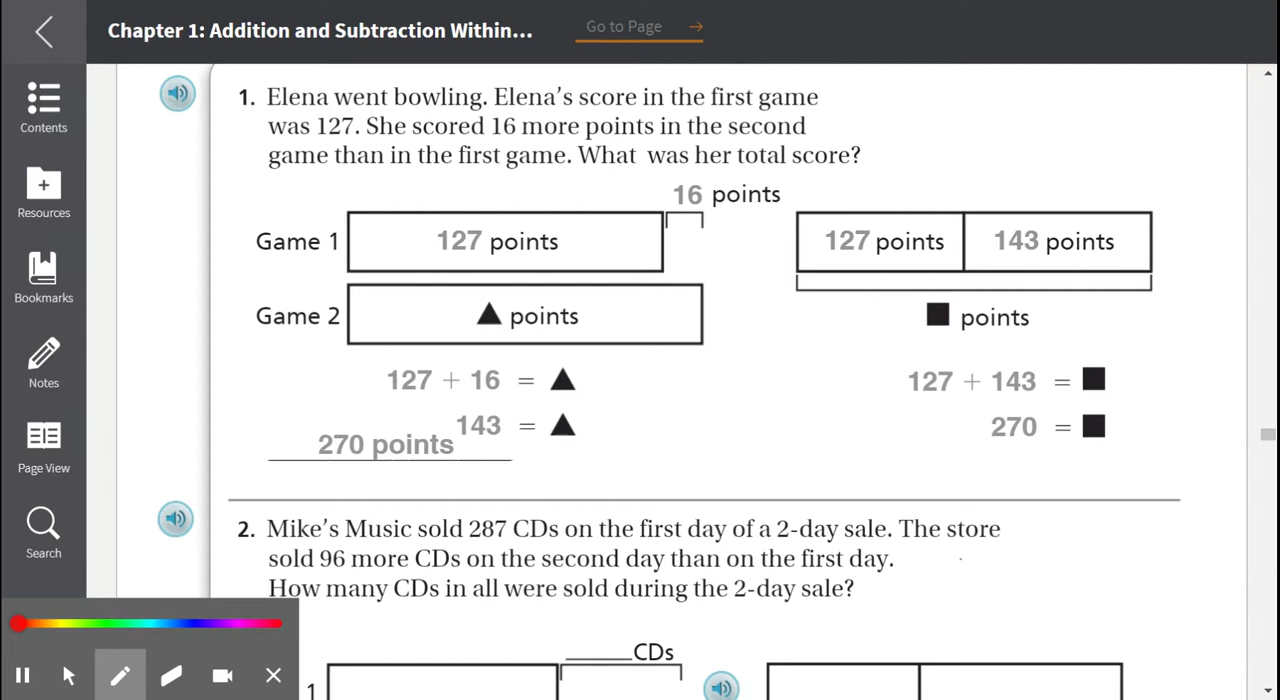 Chapter 1: Addition and Subtraction Within...
Go to Page
Contents
Resources
Bookmarks
Notes
Page View
Search
1. Elena went bowling. Elena's score in the first game
was 127. She scored 16 more points in the second
game than in the first game. What was her total score?
16 points
Game 1 127 points
127 points 143 points
Game 2 ▲ points
■ points
127 + 16 = ▲
127 + 143 = ■
143 = ▲
270 = ■
270 points
2. Mike's Music sold 287 CDs on the first day of a 2-day sale. The store
sold 96 more CDs on the second day than on the first day.
How many CDs in all were sold during the 2-day sale?
____CDs
1